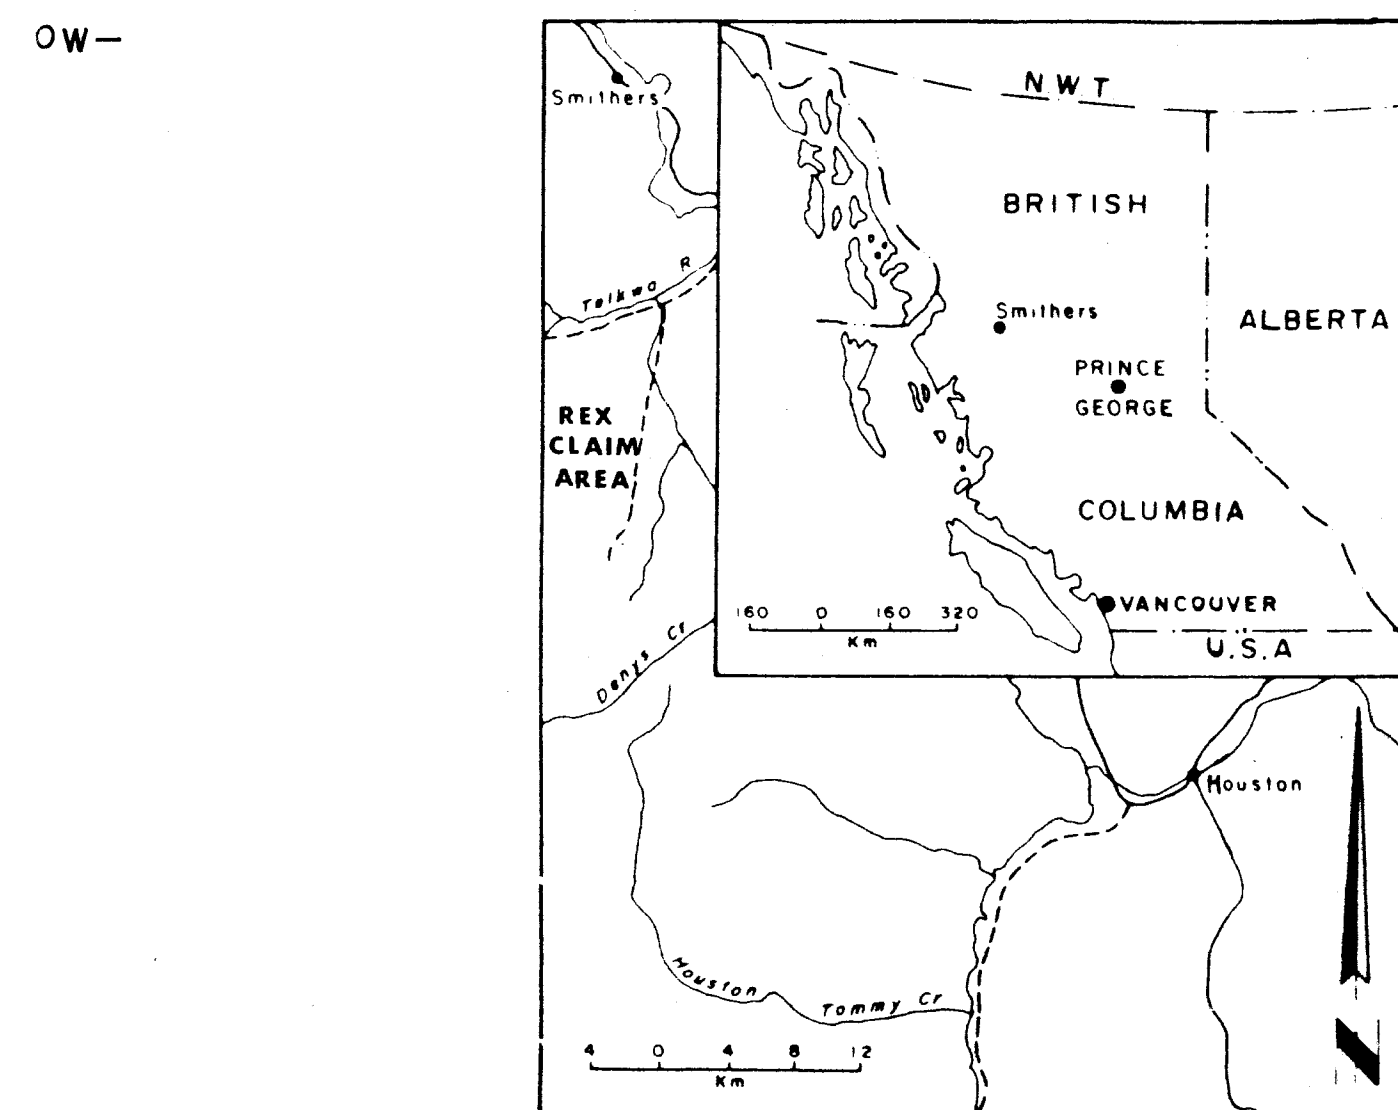 OW—
Smithers
NWT
BRITISH
Telkwa R
Smithers
ALBERTA
PRINCE
GEORGE
REX
CLAIM
AREA
COLUMBIA
160 0 160 320
Km
VANCOUVER
U.S.A
Denys Cr
Houston
Houston Tommy Cr
4 0 4 8 12
Km
N